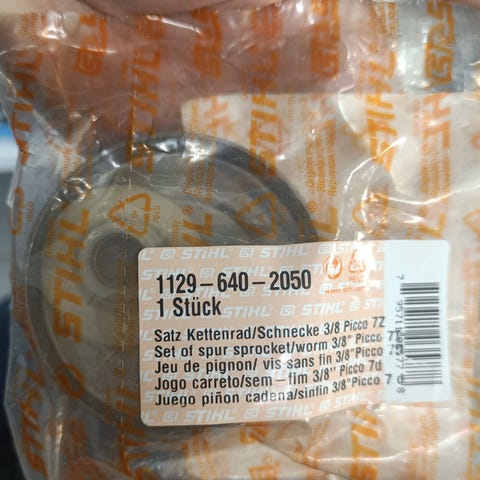 STIHL
1129-640-2050
1 Stück
Satz Kettenrad/Schnecke 3/8 Picco 7Z
Set of spur sprocket/worm 3/8" Picco 7T
Jeu de pignon/ vis sans fin 3/8" Picco
Jogo carreto/sem-fim 3/8'' Picco 7d
Juego piñon cadena/sinfin 3/8"Picco 7